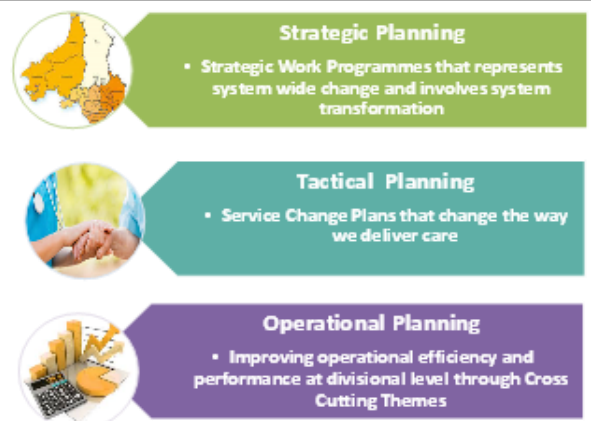 Strategic Planning
▪ Strategic Work Programmes that represents
system wide change and involves system
transformation
Tactical Planning
▪ Service Change Plans that change the way
we deliver care
Operational Planning
▪ Improving operational efficiency and
performance at divisional level through Cross
Cutting Themes